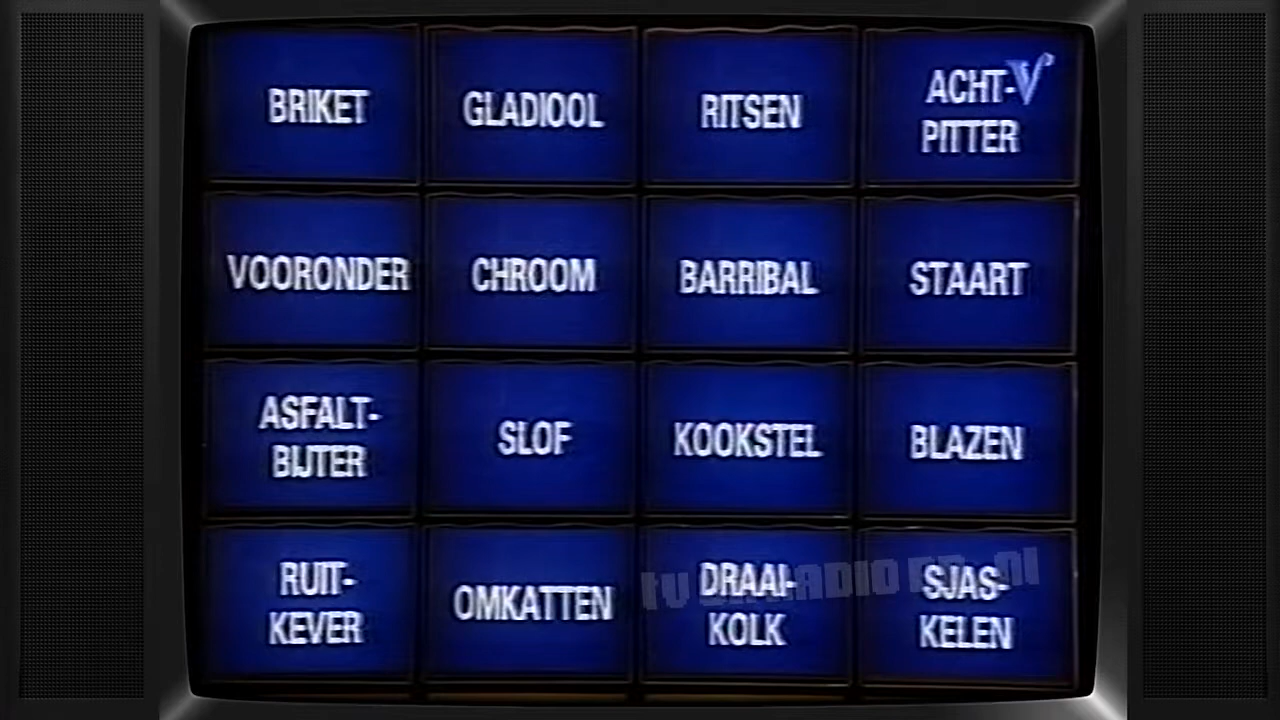 BRIKET GLADIOOL RITSEN ACHT-
PITTER
VOORONDER CHROOM BARRIBAL STAART
ASFALT-
BIJTER SLOF KOOKSTEL BLAZEN
RUIT-
KEVER OMKATTEN DRAAI-
KOLK SJAS-
KELEN